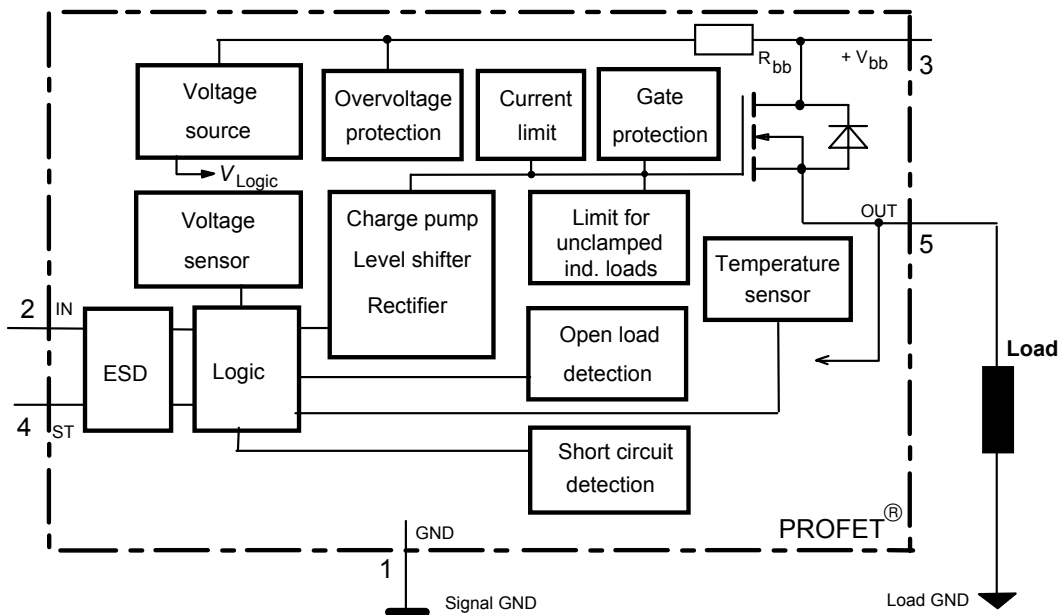 R bb
+ V bb
3
Voltage
source
Overvoltage
protection
Current
limit
Gate
protection
V Logic
Voltage
sensor
Charge pump
Level shifter
Rectifier
Limit for
unclamped
ind. loads
OUT
5
Temperature
sensor
2
IN
ESD
Logic
Open load
detection
Load
4
ST
Short circuit
detection
PROFET®
GND
1
Signal GND
Load GND